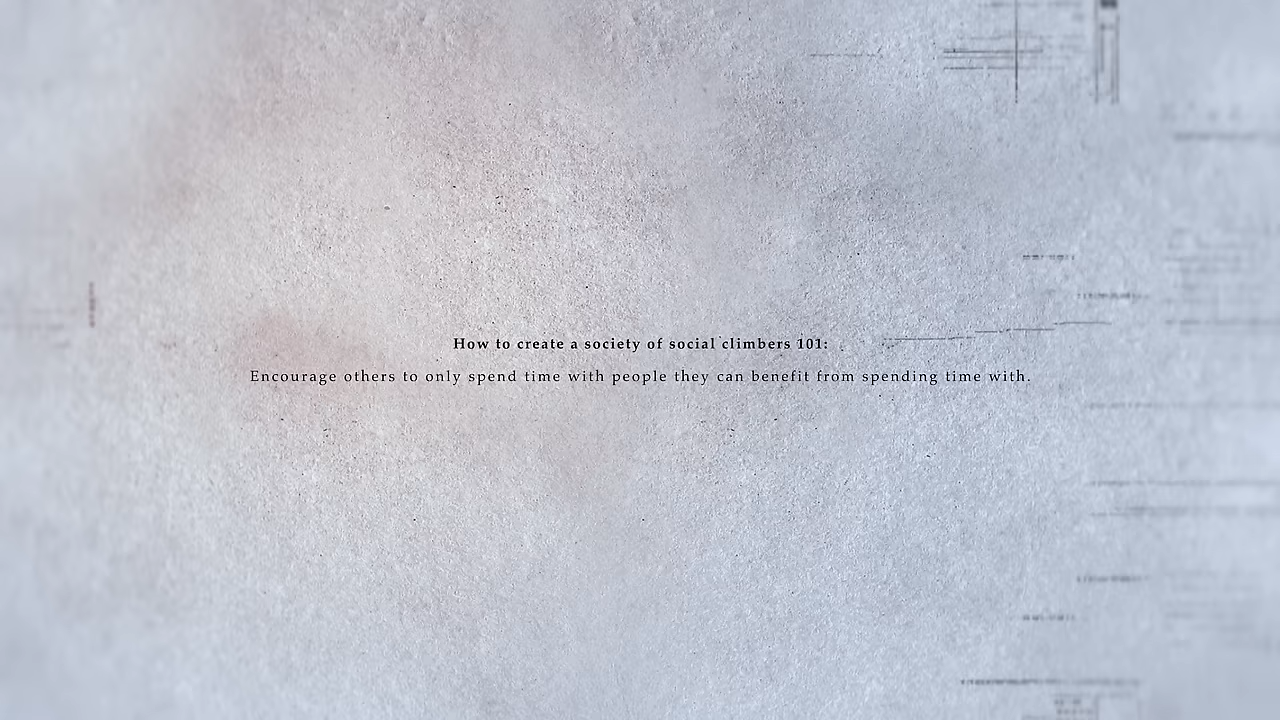 How to create a society of social climbers 101:
Encourage others to only spend time with people they can benefit from spending time with.